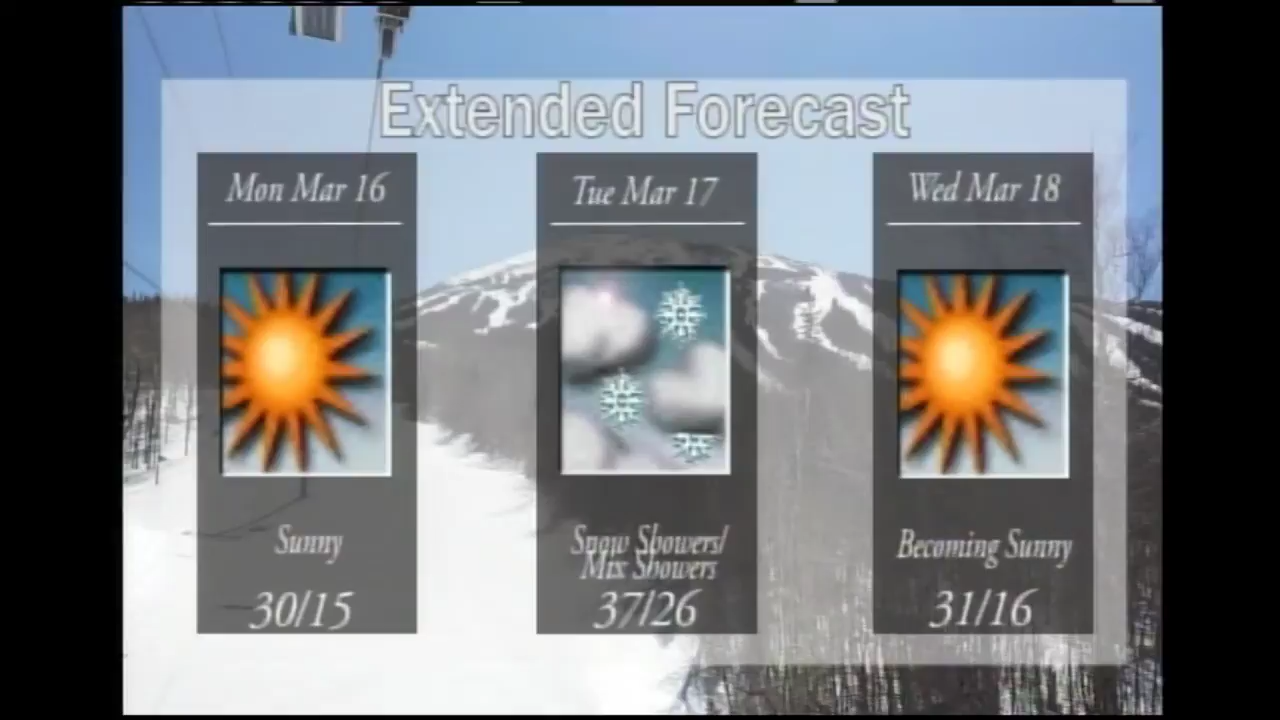 Extended Forecast
Mon Mar 16
Sunny
30/15
Tue Mar 17
Snow Showers/
Mix Showers
37/26
Wed Mar 18
Becoming Sunny
31/16